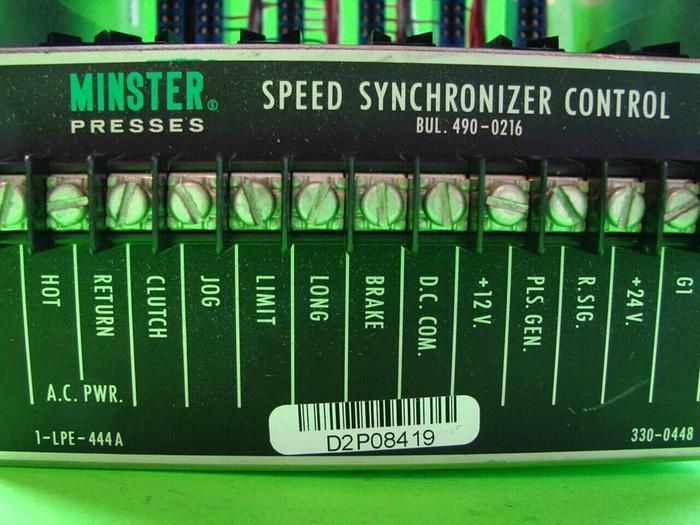 MINSTER®
PRESSES
SPEED SYNCHRONIZER CONTROL
BUL. 490-0216
HOT
RETURN
CLUTCH
JOG
LIMIT
LONG
BRAKE
D.C. COM.
+12 V.
PLS. GEN.
R.SIG.
+24 V.
A.C. PWR.
1-LPE-444A
D2P08419
330-0448